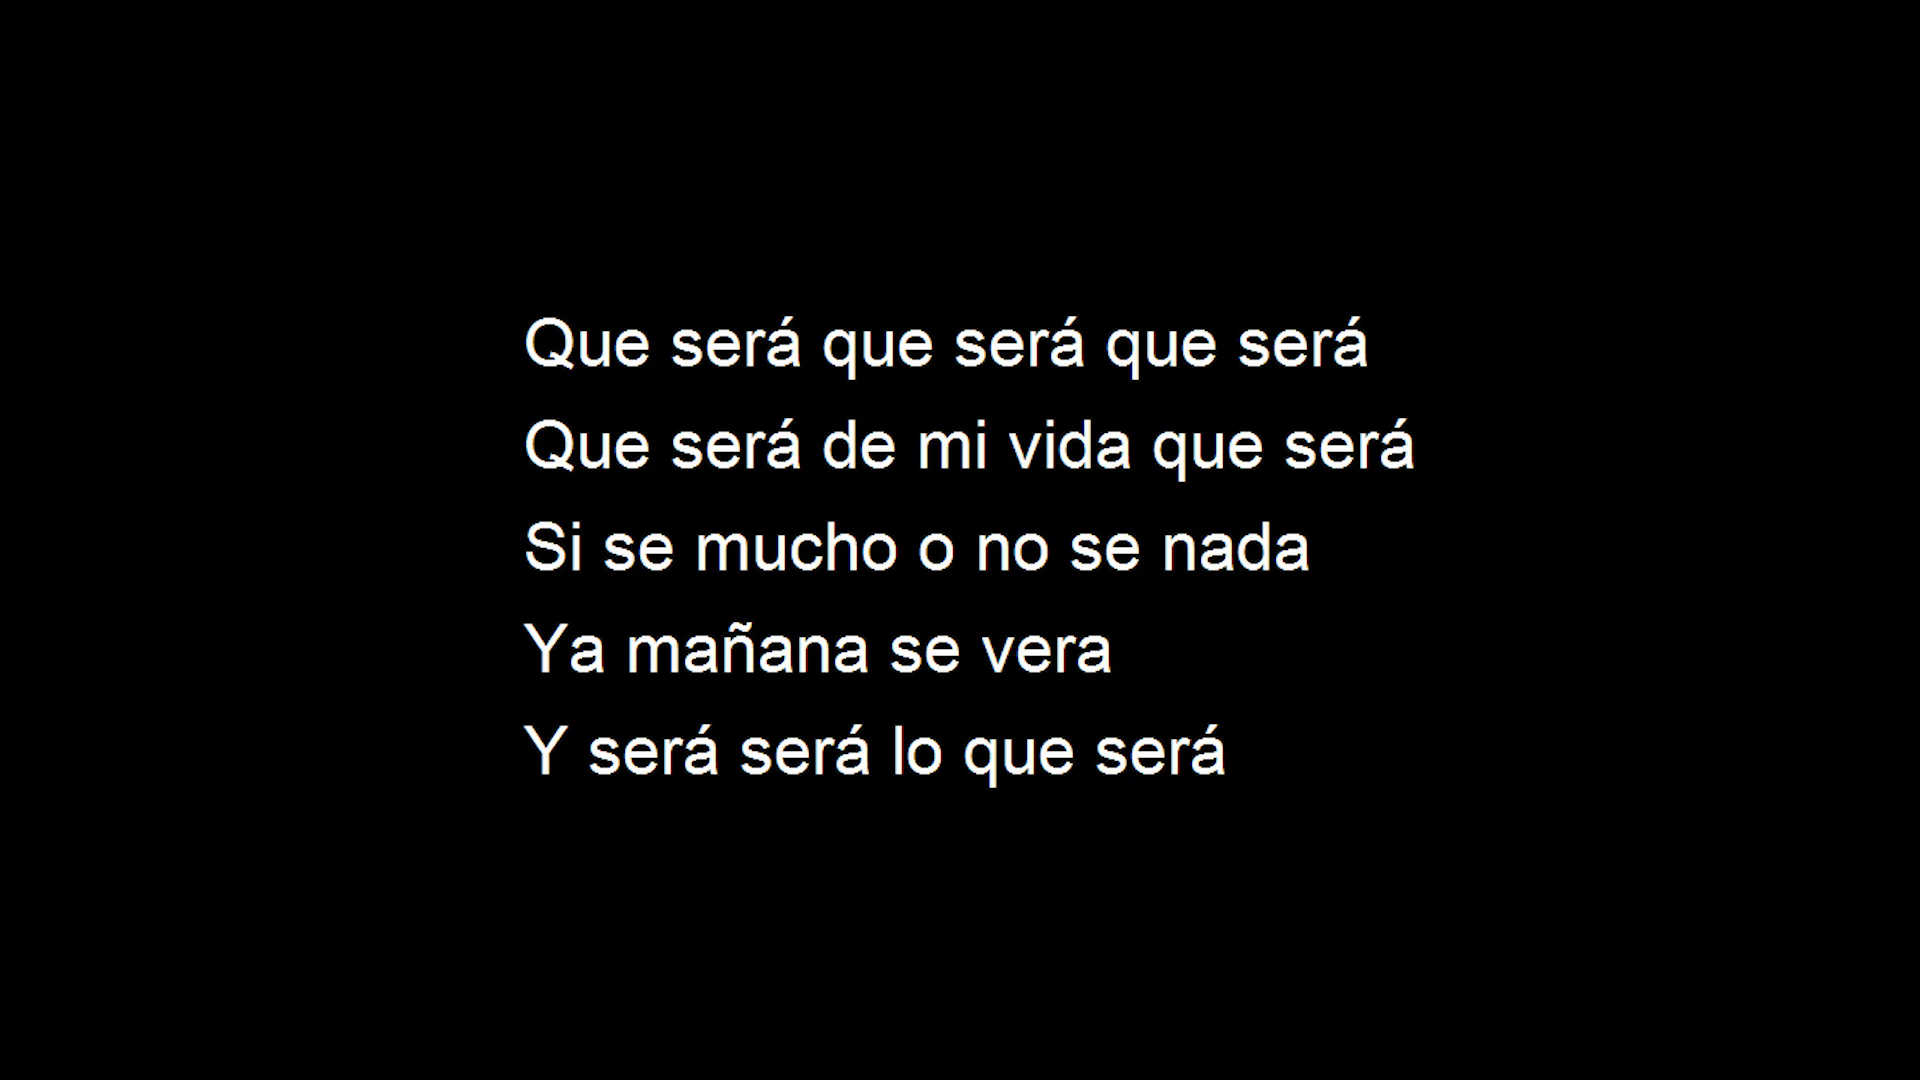 Que será que será que será
Que será de mi vida que será
Si se mucho o no se nada
Ya mañana se vera
Y será será lo que será